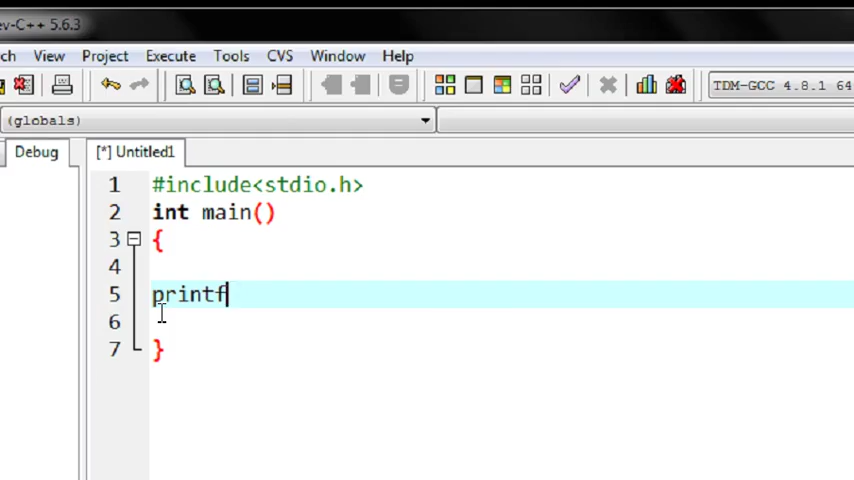 ev-C++ 5.6.3
ch View Project Execute Tools CVS Window Help
TDM-GCC 4.8.1 64
(globals)
Debug [*] Untitled1
1 #include<stdio.h>
2 int main()
3 {
4
5 printf
6
7 }